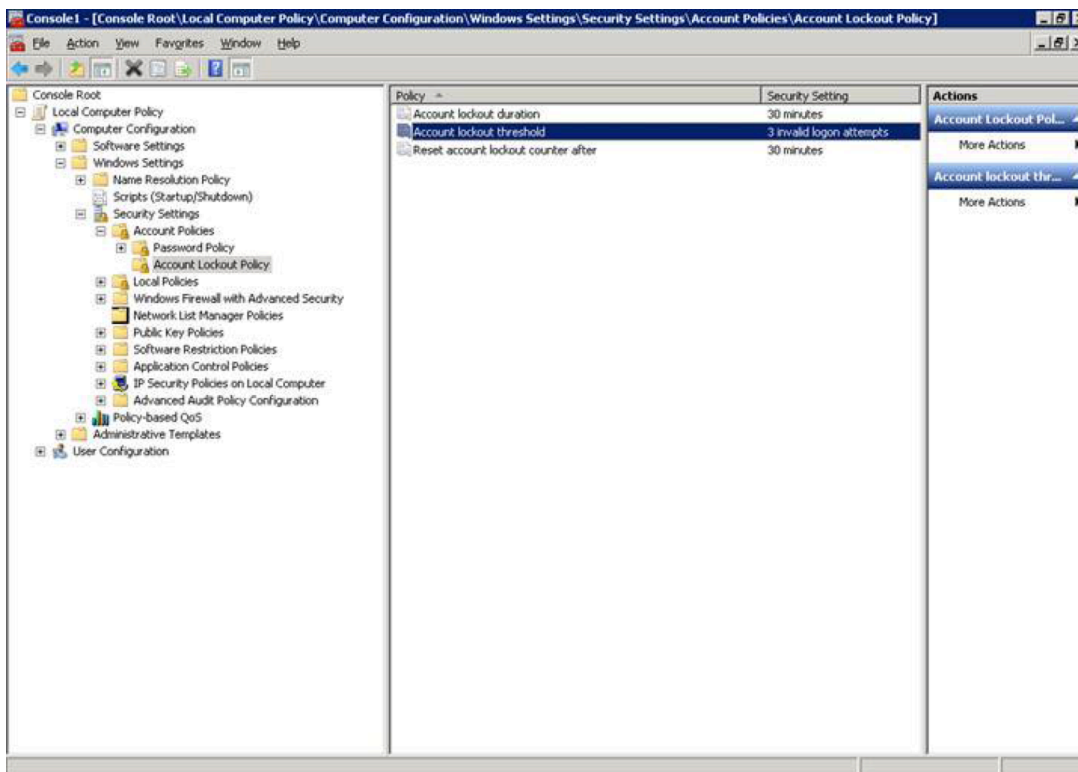 Console1 - [Console Root\Local Computer Policy\Computer Configuration\Windows Settings\Security Settings\Account Policies\Account Lockout Policy]
File Action View Favorites Window Help
Console Root
Local Computer Policy
Computer Configuration
Software Settings
Windows Settings
Name Resolution Policy
Scripts (Startup/Shutdown)
Security Settings
Account Policies
Password Policy
Account Lockout Policy
Local Policies
Windows Firewall with Advanced Security
Network List Manager Policies
Public Key Policies
Software Restriction Policies
Application Control Policies
IP Security Policies on Local Computer
Advanced Audit Policy Configuration
Policy-based QoS
Administrative Templates
User Configuration
Policy Security Setting
Account lockout duration 30 minutes
Account lockout threshold 3 invalid logon attempts
Reset account lockout counter after 30 minutes
Actions
Account Lockout Pol...
More Actions
Account lockout thr...
More Actions